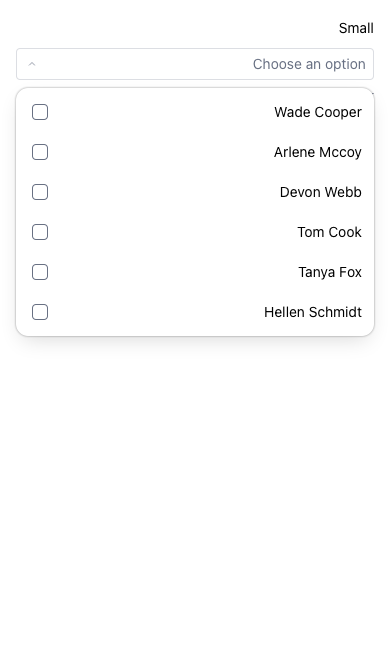 Small
Choose an option
Wade Cooper
Arlene Mccoy
Devon Webb
Tom Cook
Tanya Fox
Hellen Schmidt